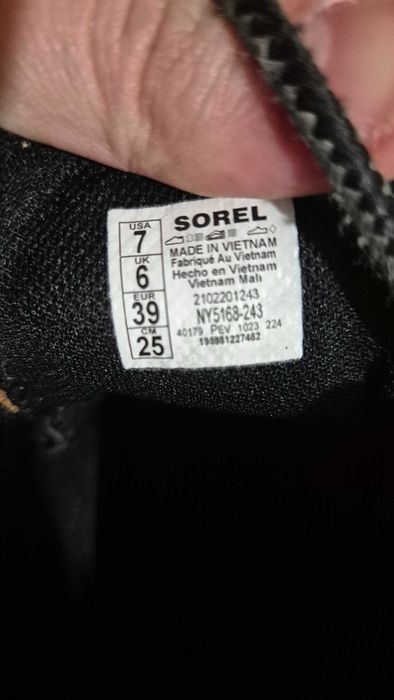 USA
7
UK
6
EUR
39
CM
25
SOREL
MADE IN VIETNAM
Fabriqué Au Vietnam
Hecho en Vietnam
Vietnam Malı
2102201243
NY5168-243
40179 PEV 1023 224
195981227482